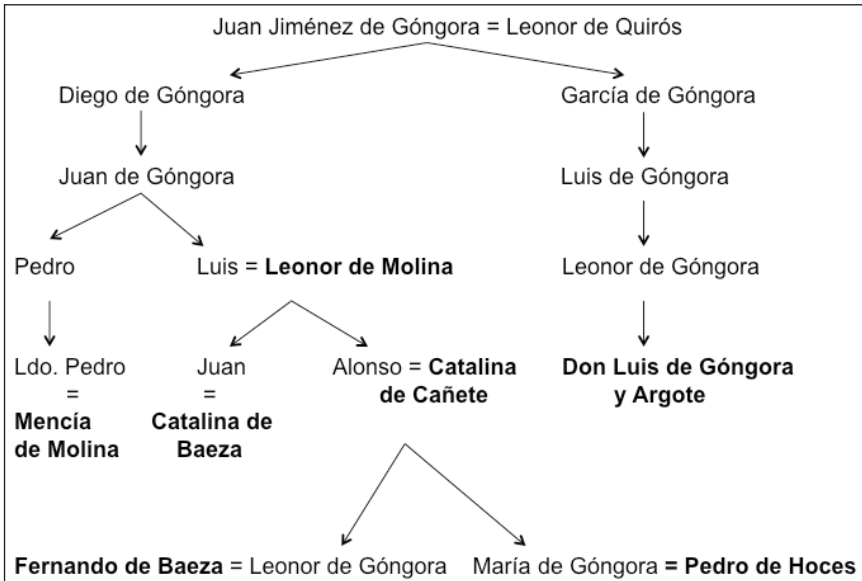 Juan Jiménez de Góngora = Leonor de Quirós
Diego de Góngora García de Góngora
Juan de Góngora Luis de Góngora
Pedro Luis = Leonor de Molina Leonor de Góngora
Ldo. Pedro Juan Alonso = Catalina Don Luis de Góngora
= = de Cañete y Argote
Mencía Catalina de
de Molina Baeza
Fernando de Baeza = Leonor de Góngora María de Góngora = Pedro de Hoces